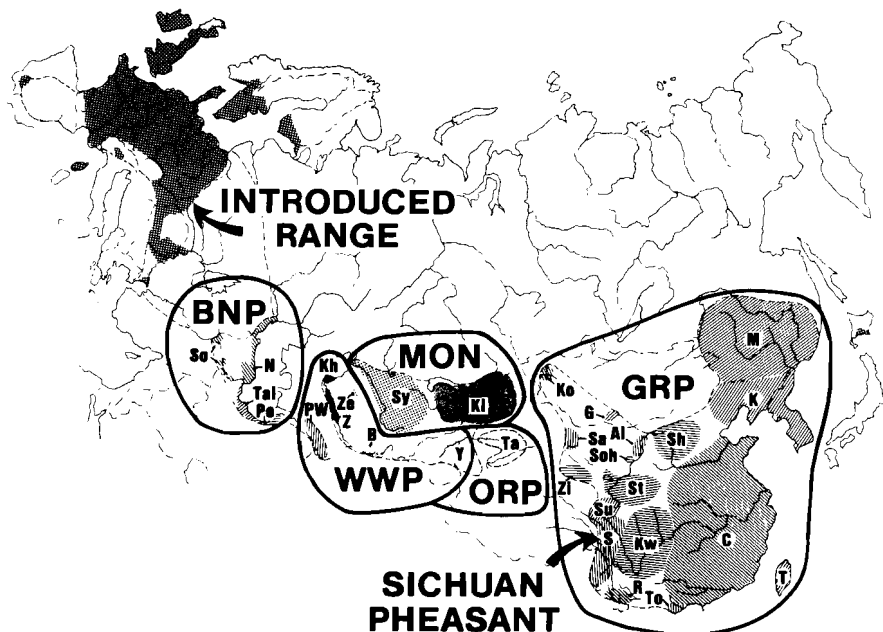 INTRODUCED
RANGE
BNP
MON
M
Kh
GRP
So
N
Ko
K
Sy
Kl
Tal
Pe
PW
Zé
Z
G
Sa
Al
Sh
B
Y
Ta
Soh
WWP
ORP
Zl
St
Su
S
Kw
C
SICHUAN
PHEASANT
R
To
T